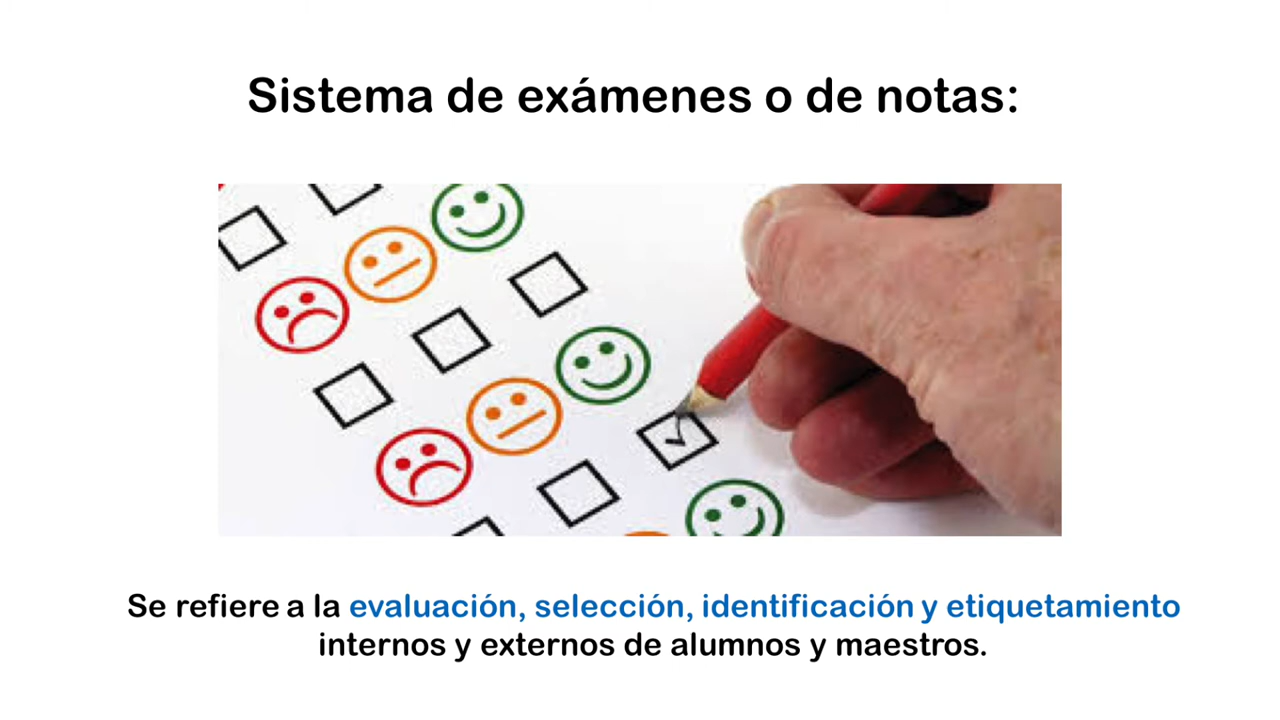 Sistema de exámenes o de notas:
Se refiere a la evaluación, selección, identificación y etiquetamiento
internos y externos de alumnos y maestros.